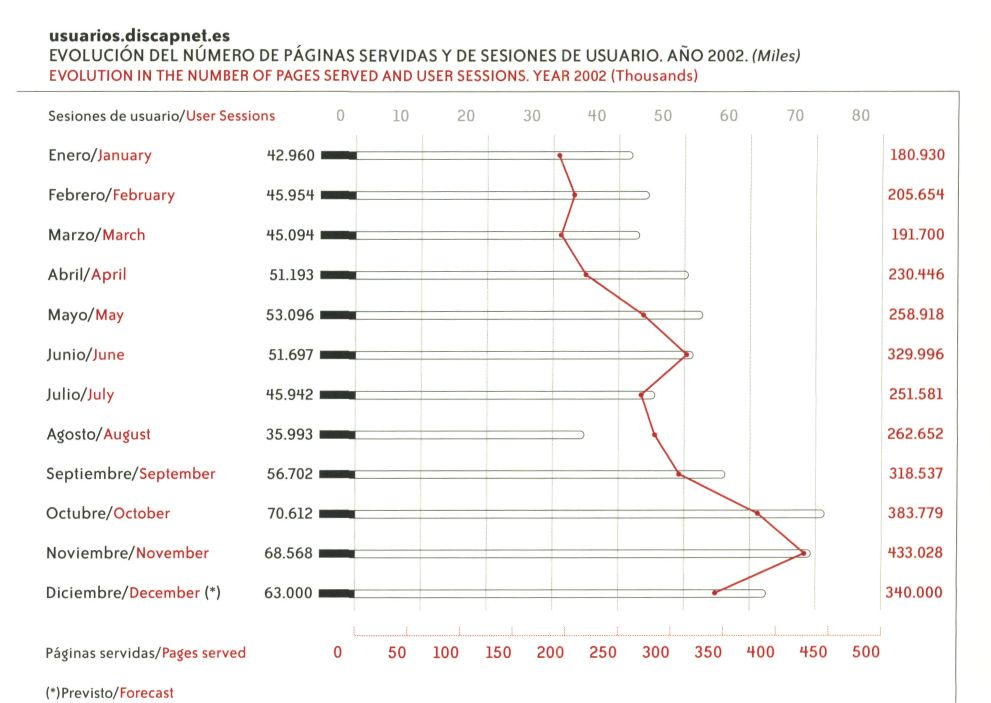 usuarios.discapnet.es
EVOLUCIÓN DEL NÚMERO DE PÁGINAS SERVIDAS Y DE SESIONES DE USUARIO. AÑO 2002. (Miles)
EVOLUTION IN THE NUMBER OF PAGES SERVED AND USER SESSIONS. YEAR 2002 (Thousands)
Sesiones de usuario/User Sessions 0 10 20 30 40 50 60 70 80
Enero/January 42.960 180.930
Febrero/February 45.954 205.654
Marzo/March 45.094 191.700
Abril/April 51.193 230.446
Mayo/May 53.096 258.918
Junio/June 51.697 329.996
Julio/July 45.942 251.581
Agosto/August 35.993 262.652
Septiembre/September 56.702 318.537
Octubre/October 70.612 383.779
Noviembre/November 68.568 433.028
Diciembre/December (*) 63.000 340.000
Páginas servidas/Pages served 0 50 100 150 200 250 300 350 400 450 500
(*)Previsto/Forecast